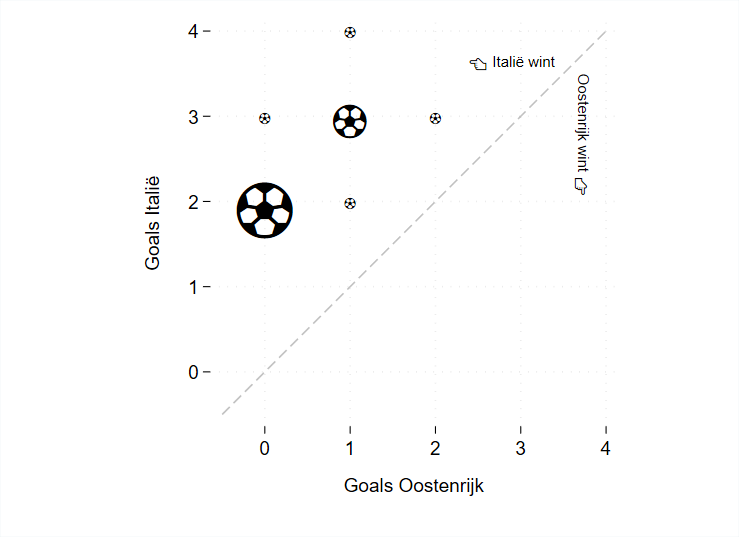 4
3
2
1
0
Goals Italië
Italië wint
Oostenrijk wint
0 1 2 3 4
Goals Oostenrijk